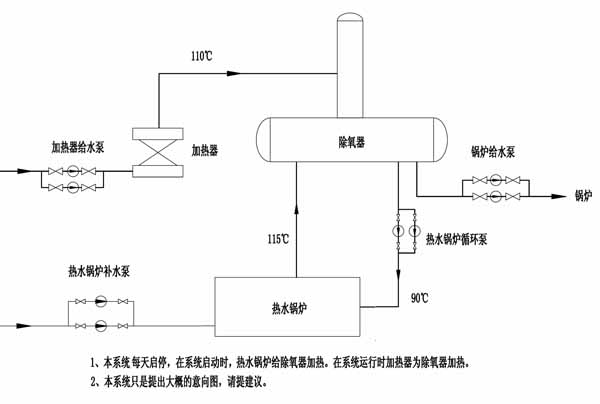 110℃
加热器给水泵
加热器
除氧器
锅炉给水泵
锅炉
115℃
热水锅炉循环泵
热水锅炉补水泵
热水锅炉
90℃
1、本系统 每天启停，在系统启动时，热水锅炉给除氧器加热。在系统运行时加热器为除氧器加热。
2、本系统只是提出大概的意向图，请提建议。